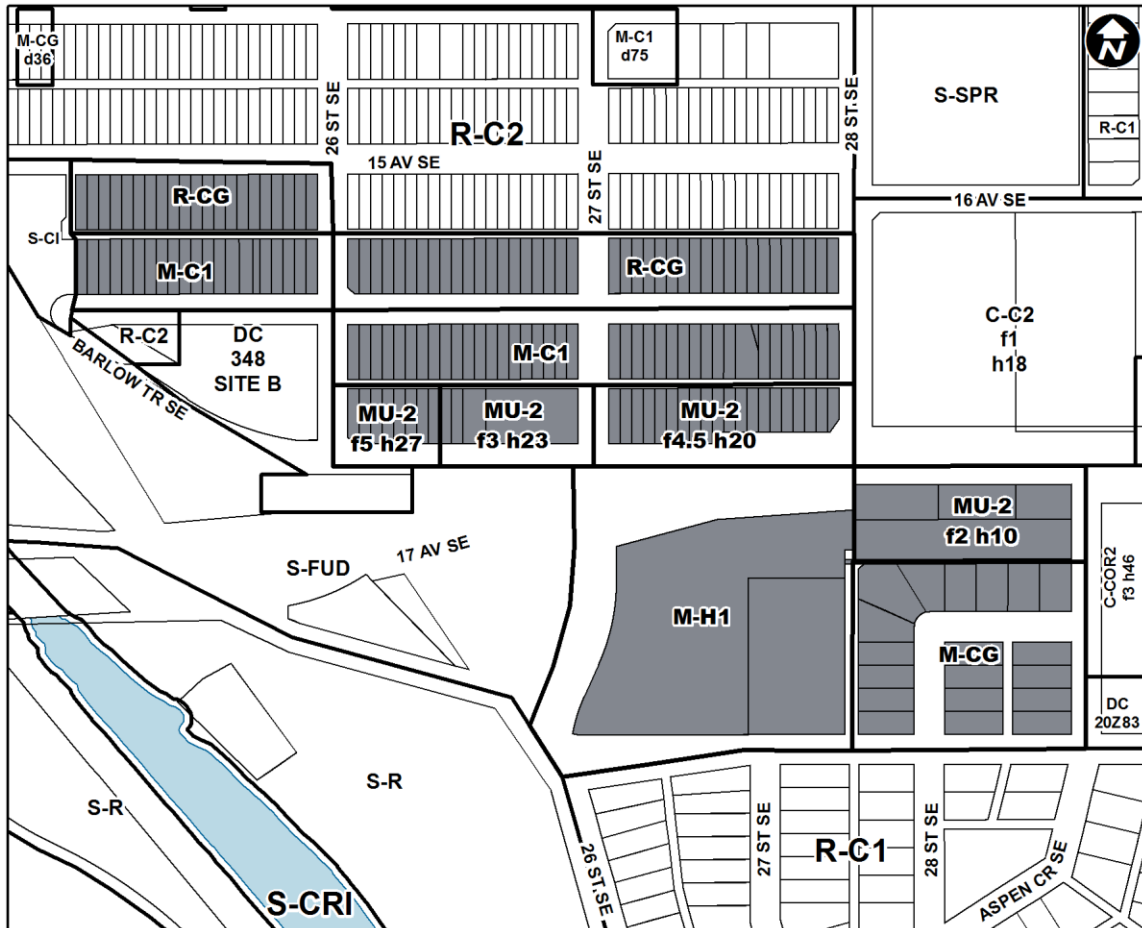 M-CG
d36
M-C1
d75
N
26 ST SE
R-C2
28 ST. SE
S-SPR
R-C1
15 AV SE
27 ST SE
16 AV SE
R-CG
S-CI
M-C1
R-CG
R-C2
DC
348
SITE B
C-C2
f1
h18
BARLOW TR SE
M-C1
MU-2
f5 h27
MU-2
f3 h23
MU-2
f4.5 h20
MU-2
f2 h10
17 AV SE
S-FUD
C-COR2
f3 h46
M-H1
M-CG
DC
20Z83
S-R
S-R
26 ST. SE
27 ST SE
R-C1
28 ST SE
ASPEN CR SE
S-CRI